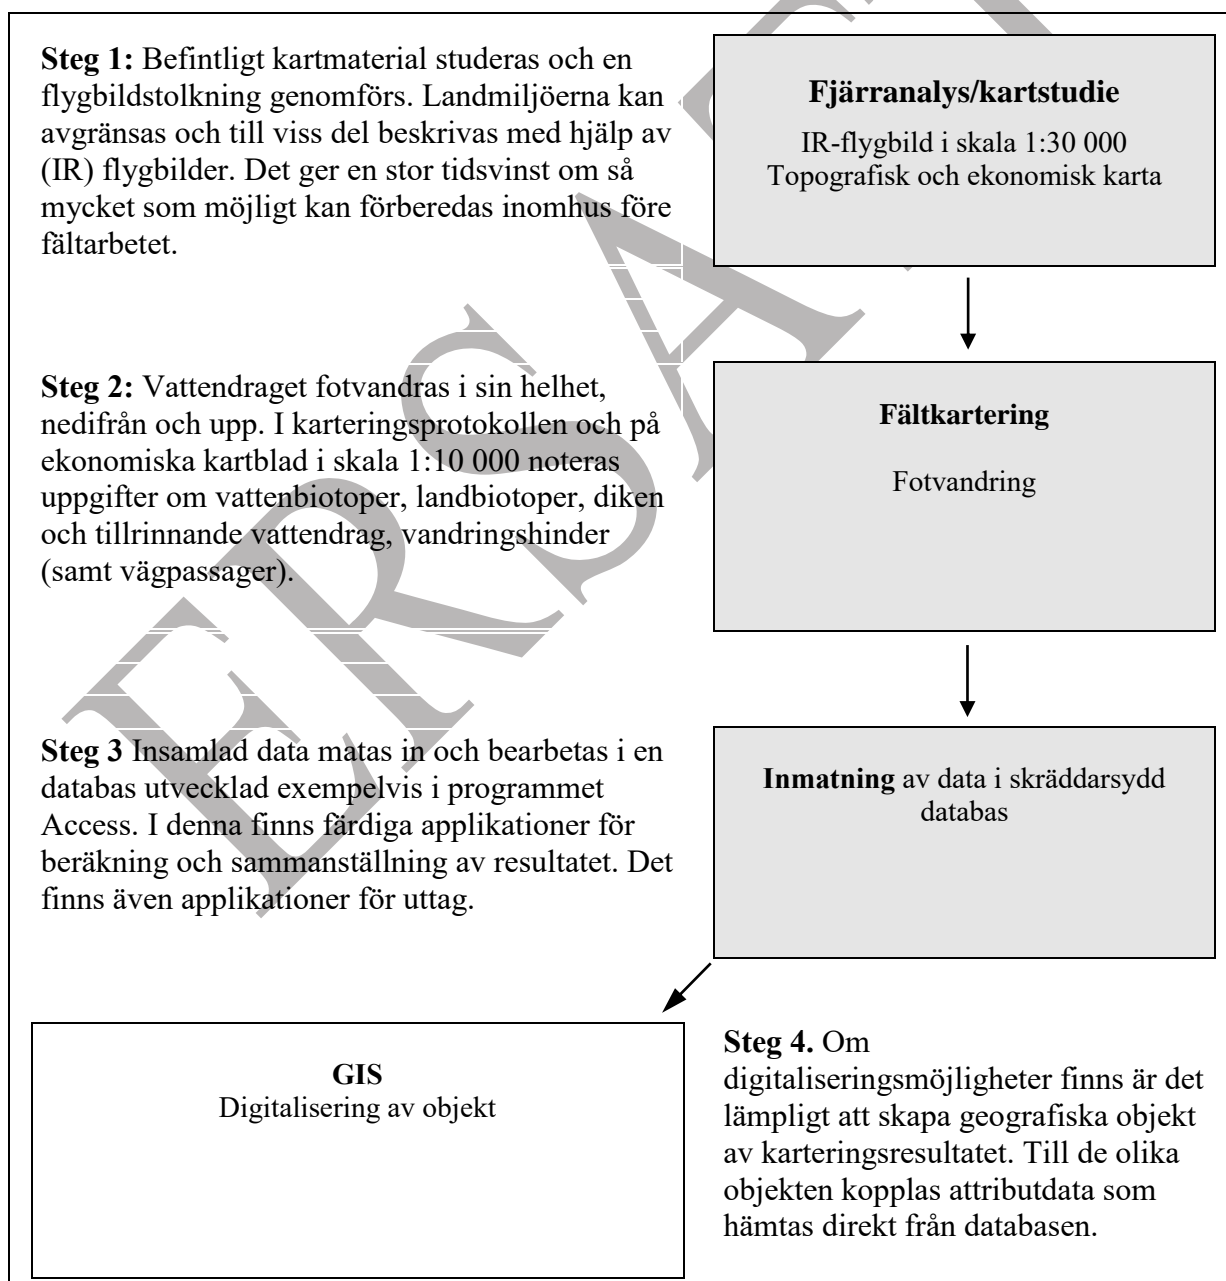 Steg 1: Befintligt kartmaterial studeras och en
flygbildstolkning genomförs. Landmiljöerna kan
avgränsas och till viss del beskrivas med hjälp av
(IR) flygbilder. Det ger en stor tidsvinst om så
mycket som möjligt kan förberedas inomhus före
fältarbetet.
Fjärranalys/kartstudie
IR-flygbild i skala 1:30 000
Topografisk och ekonomisk karta
Steg 2: Vattendraget fotvandras i sin helhet,
nedifrån och upp. I karteringsprotokollen och på
ekonomiska kartblad i skala 1:10 000 noteras
uppgifter om vattenbiotoper, landbiotoper, diken
och tillrinnande vattendrag, vandringshinder
(samt vägpassager).
Fältkartering
Fotvandring
Steg 3 Insamlad data matas in och bearbetas i en
databas utvecklad exempelvis i programmet
Access. I denna finns färdiga applikationer för
beräkning och sammanställning av resultatet. Det
finns även applikationer för uttag.
Inmatning av data i skräddarsydd
databas
GIS
Digitalisering av objekt
Steg 4. Om
digitaliseringsmöjligheter finns är det
lämpligt att skapa geografiska objekt
av karteringsresultatet. Till de olika
objekten kopplas attributdata som
hämtas direkt från databasen.
ERSAT